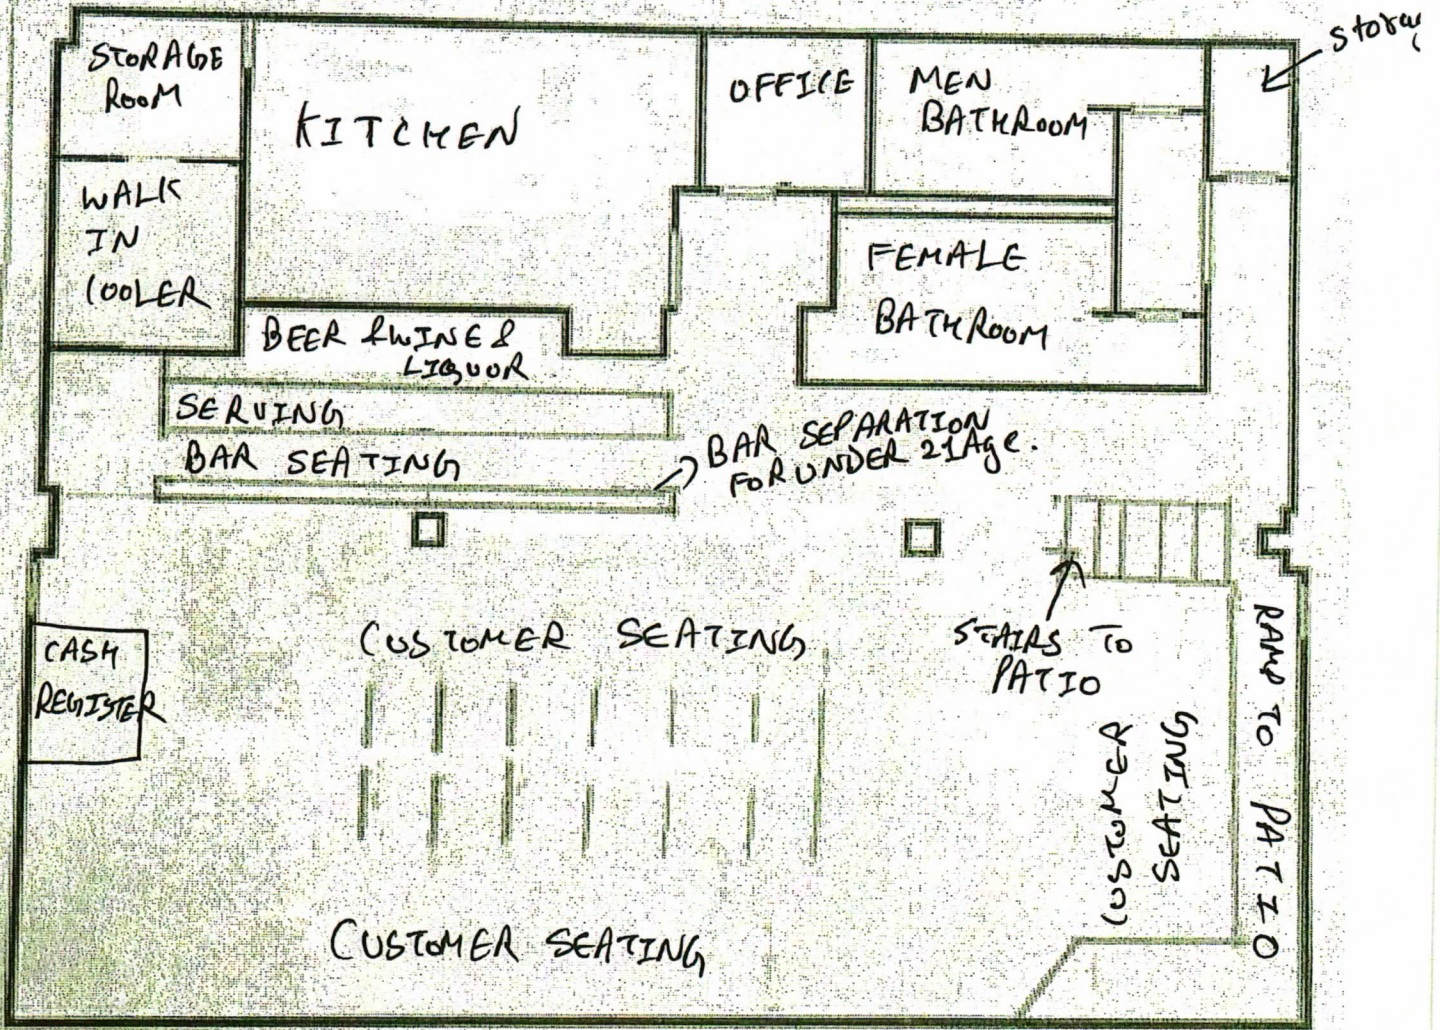 STORAGE
ROOM
KITCHEN
OFFICE
MEN
BATHROOM
WALK
IN
COOLER
FEMALE
BATHROOM
BEER & WINE &
LIQUOR
SERVING
BAR SEATING
BAR SEPARATION
FOR UNDER 21 Age.
CASH
REGISTER
CUSTOMER SEATING
STAIRS TO
PATIO
CUSTOMER
SEATING
RAMP TO PATIO
CUSTOMER SEATING